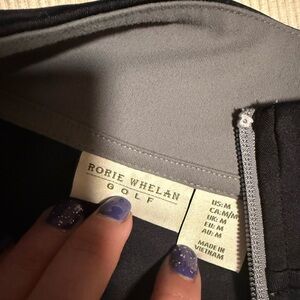 RORIE WHELAN
GOLF
US: M
CA: M/M
UK: M
EU: M
AU: M
MADE IN
VIETNAM